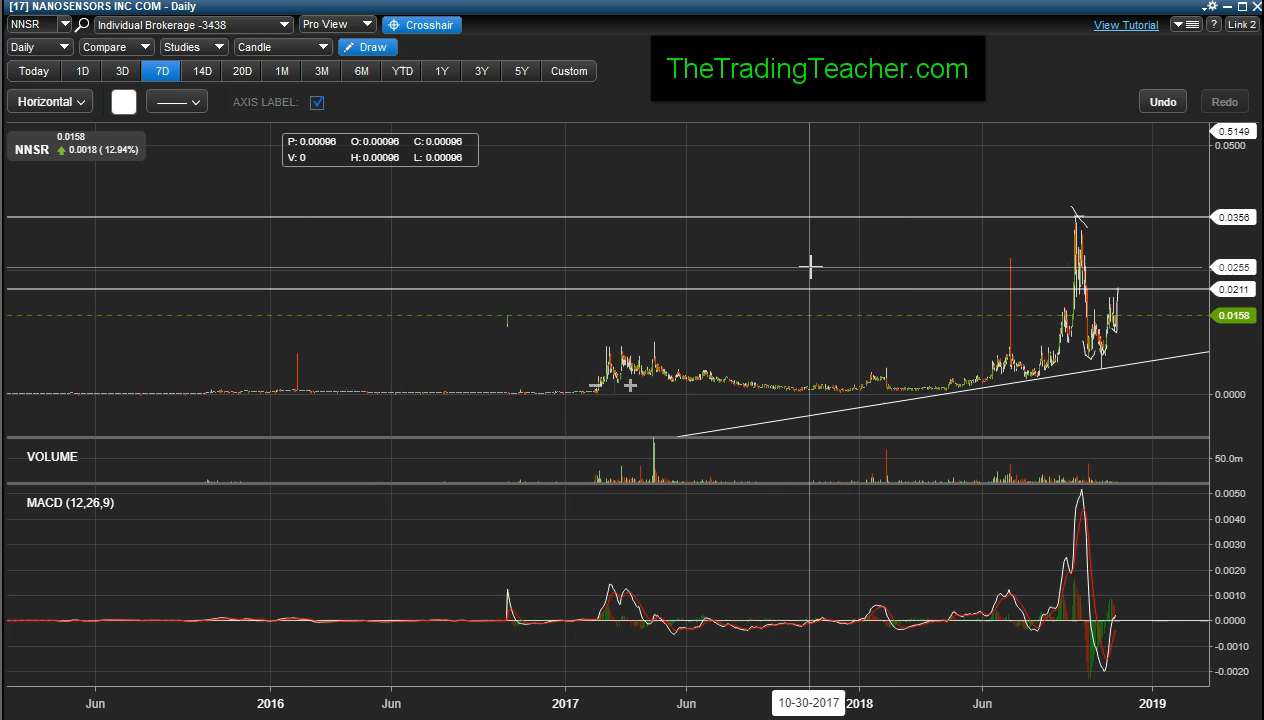 [17] NANOSENSORS INC COM - Daily
NNSR Individual Brokerage -3438 Pro View Crosshair View Tutorial ? Link 2
Daily Compare Studies Candle Draw
TheTradingTeacher.com
Today 1D 3D 7D 14D 20D 1M 3M 6M YTD 1Y 3Y 5Y Custom
Horizontal AXIS LABEL: Undo Redo
0.0158
NNSR 0.0018 ( 12.94%)
P: 0.00096 O: 0.00096 C: 0.00096
V: 0 H: 0.00096 L: 0.00096
0.5149
0.0500
0.0356
0.0255
0.0211
0.0158
0.0000
VOLUME
50.0m
MACD (12,26,9)
0.0050
0.0040
0.0030
0.0020
0.0010
0.0000
-0.0010
-0.0020
Jun 2016 Jun 2017 Jun 10-30-2017 2018 Jun 2019